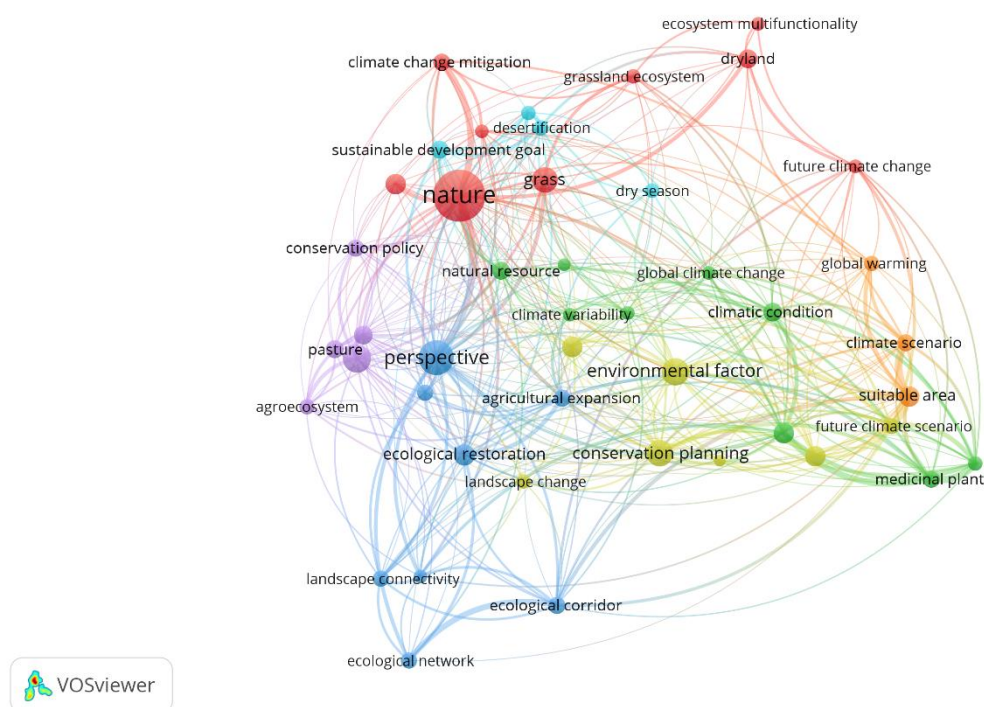 ecosystem multifunctionality
climate change mitigation
dryland
grassland ecosystem
desertification
sustainable development goal
future climate change
nature
grass
dry season
conservation policy
natural resource
global climate change
global warming
climate variability
climatic condition
pasture
perspective
climate scenario
environmental factor
agroecosystem
agricultural expansion
suitable area
future climate scenario
ecological restoration
conservation planning
landscape change
medicinal plant
landscape connectivity
ecological corridor
ecological network
VOSviewer